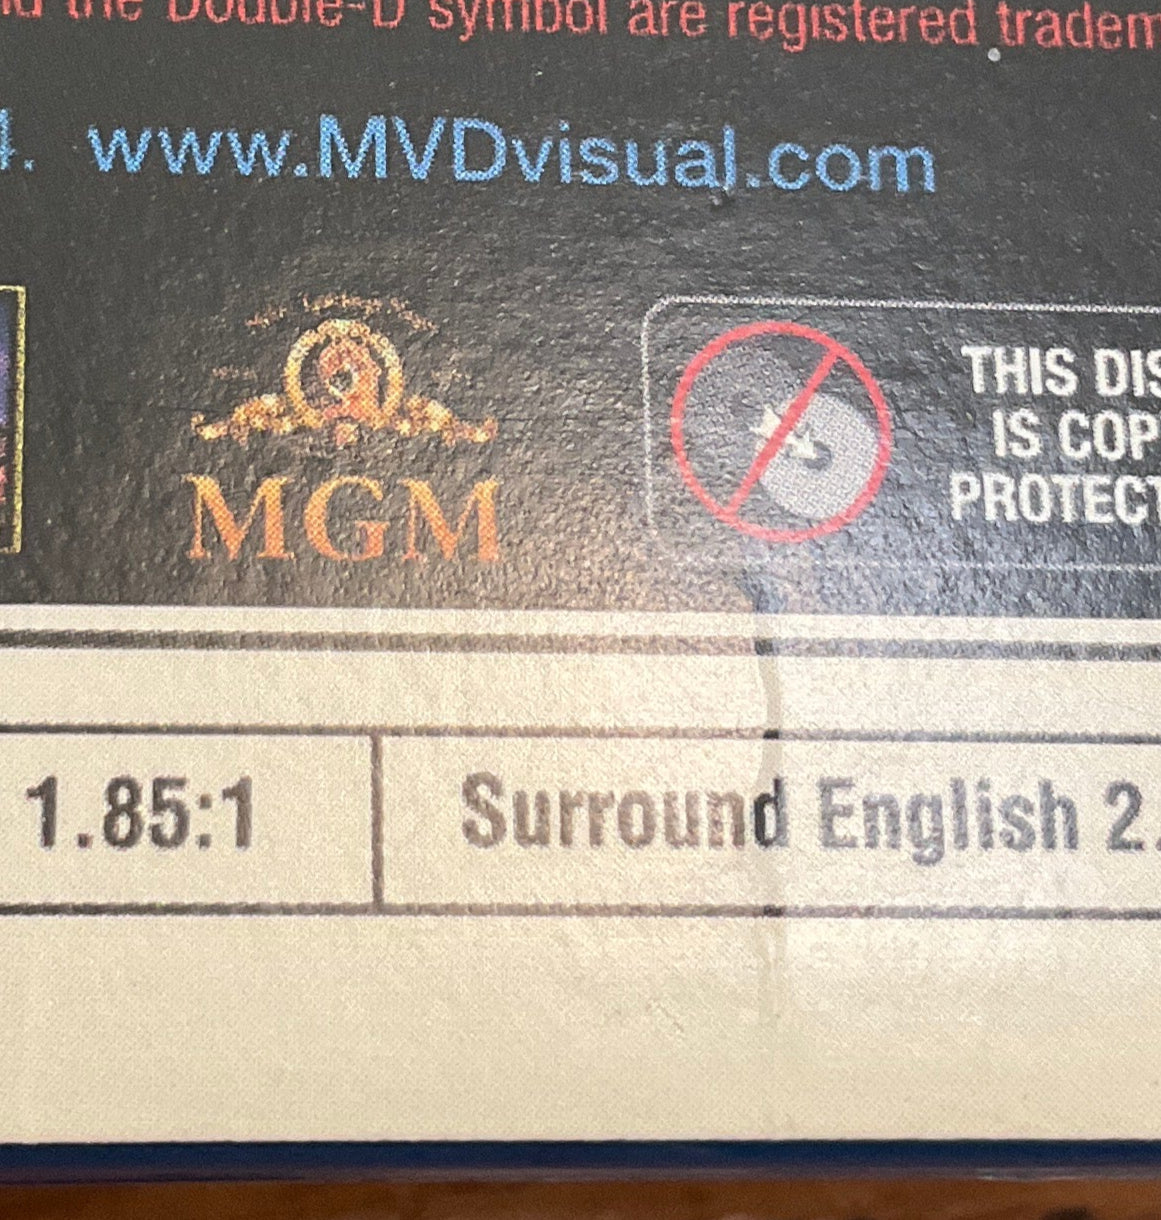 the Double-D symbol are registered tradem
www.MVDvisual.com
MGM
THIS DIS
IS COP
PROTECT
1.85:1
Surround English 2.